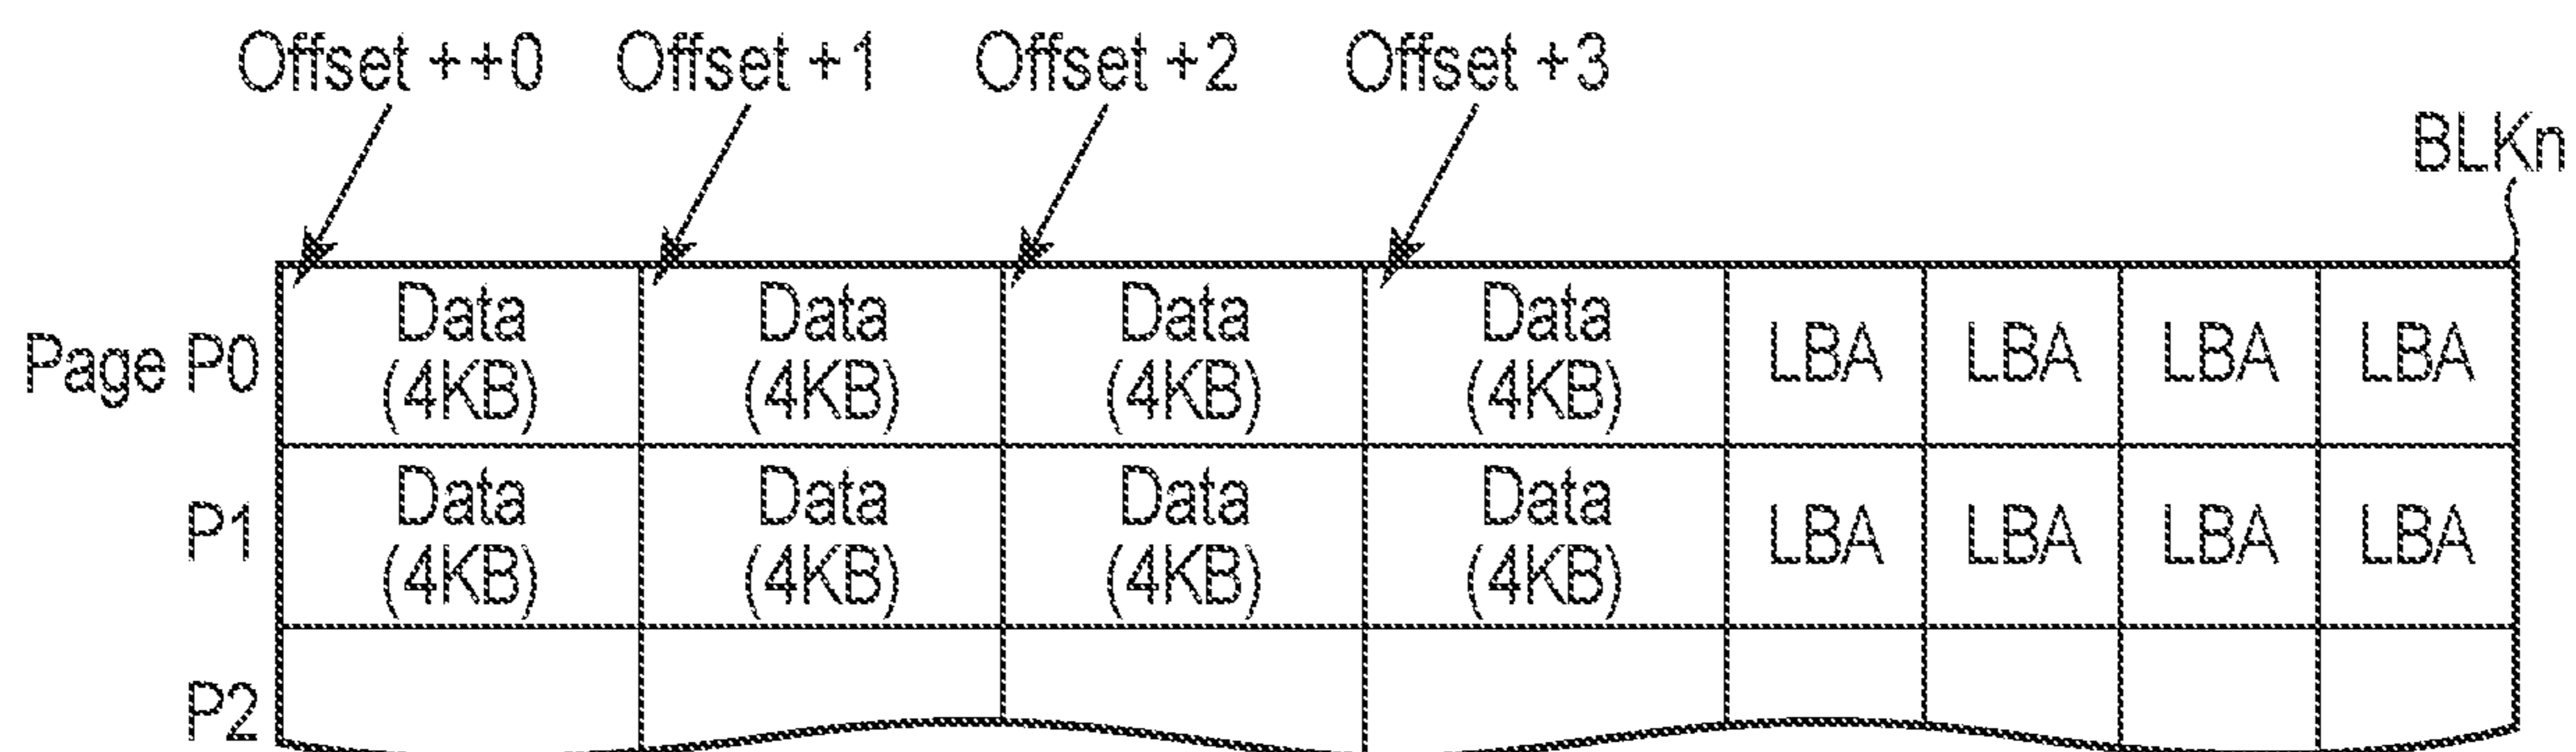 Offset ++0 Offset +1 Offset +2 Offset +3
BLKn
Page P0 Data (4KB) Data (4KB) Data (4KB) Data (4KB) LBA LBA LBA LBA
P1 Data (4KB) Data (4KB) Data (4KB) Data (4KB) LBA LBA LBA LBA
P2